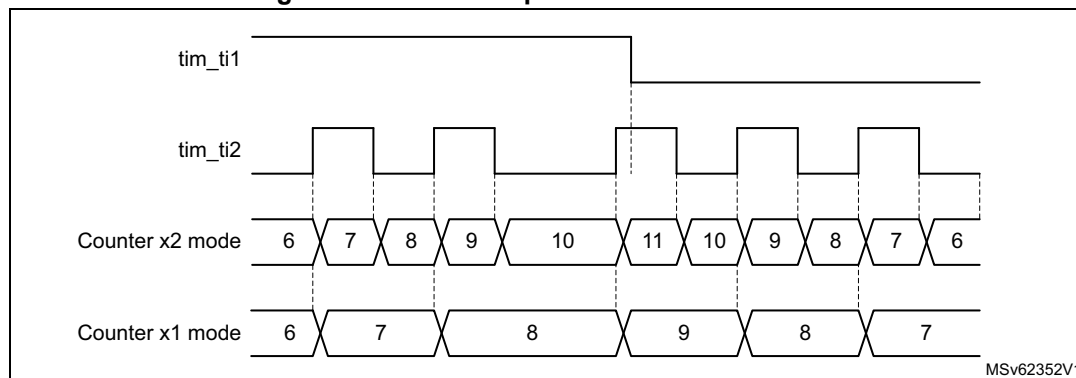 tim_ti1
tim_ti2
Counter x2 mode 6 7 8 9 10 11 10 9 8 7 6
Counter x1 mode 6 7 8 9 8 7
MSv62352V1